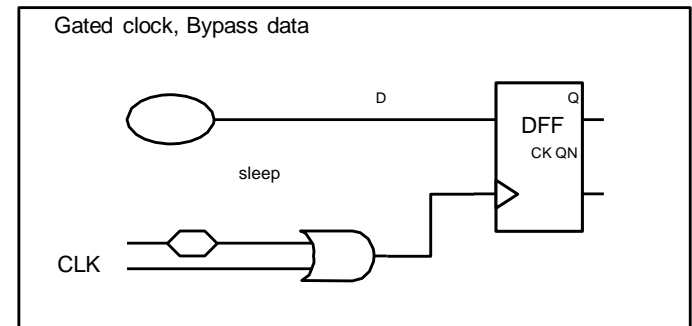 Gated clock, Bypass data
D
Q
DFF
CK QN
sleep
CLK